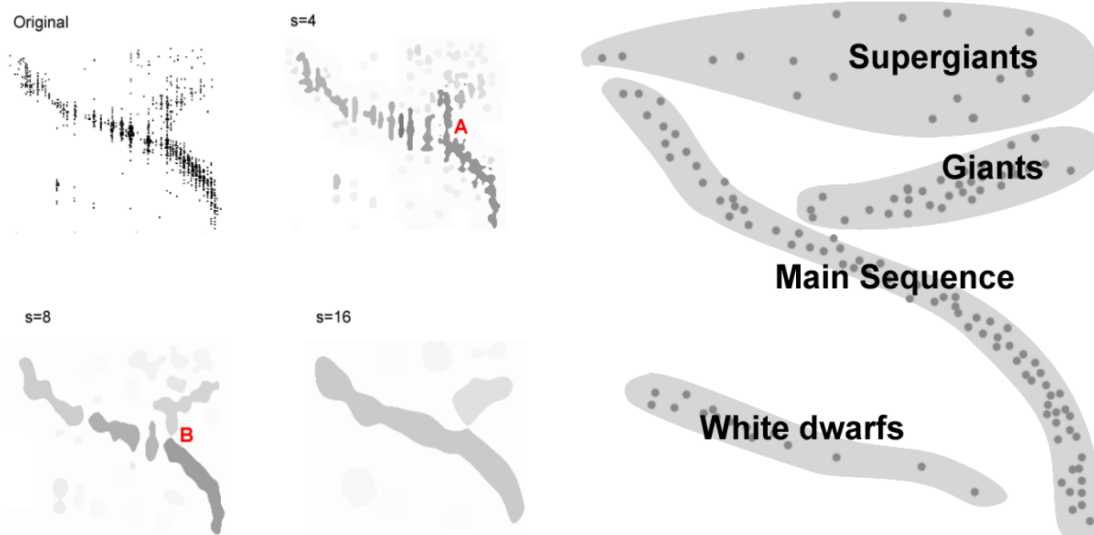 Original
s=4
A
s=8
B
s=16
Supergiants
Giants
Main Sequence
White dwarfs